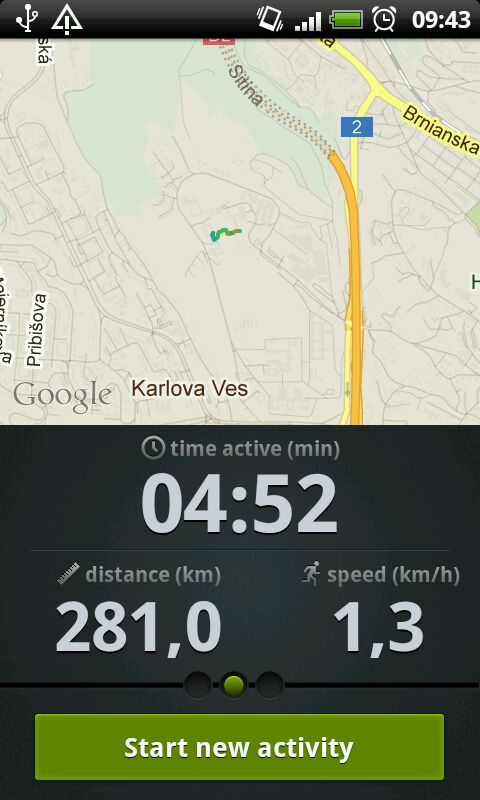 09:43
ská
Sitina
2
Brnianska
Pribišova
Google
Karlova Ves
time active (min)
04:52
distance (km)
speed (km/h)
281,0
1,3
Start new activity